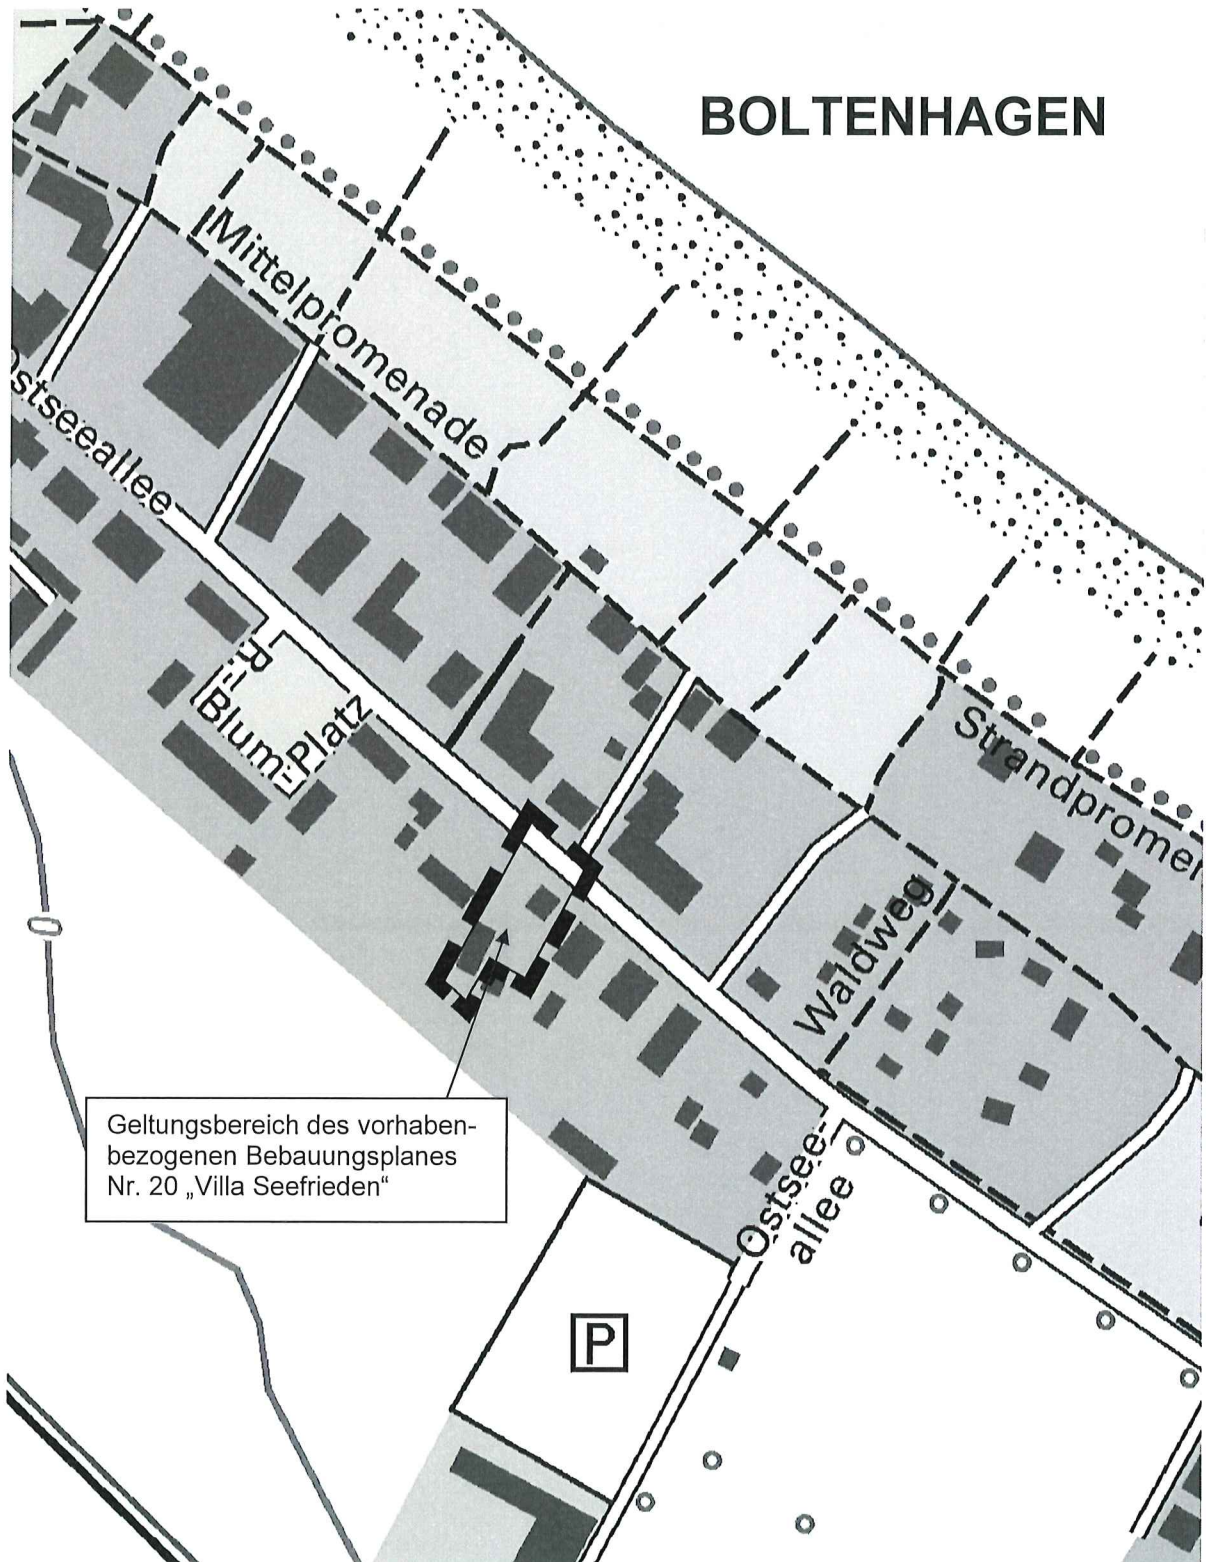 BOLTENHAGEN
Mittelpromenade
Ostseeallee
R.-
Blum-
Platz
Strandpromen
Waldweg
0
Geltungsbereich des vorhaben-
bezogenen Bebauungsplanes
Nr. 20 „Villa Seefrieden“
Ostsee-
allee
P